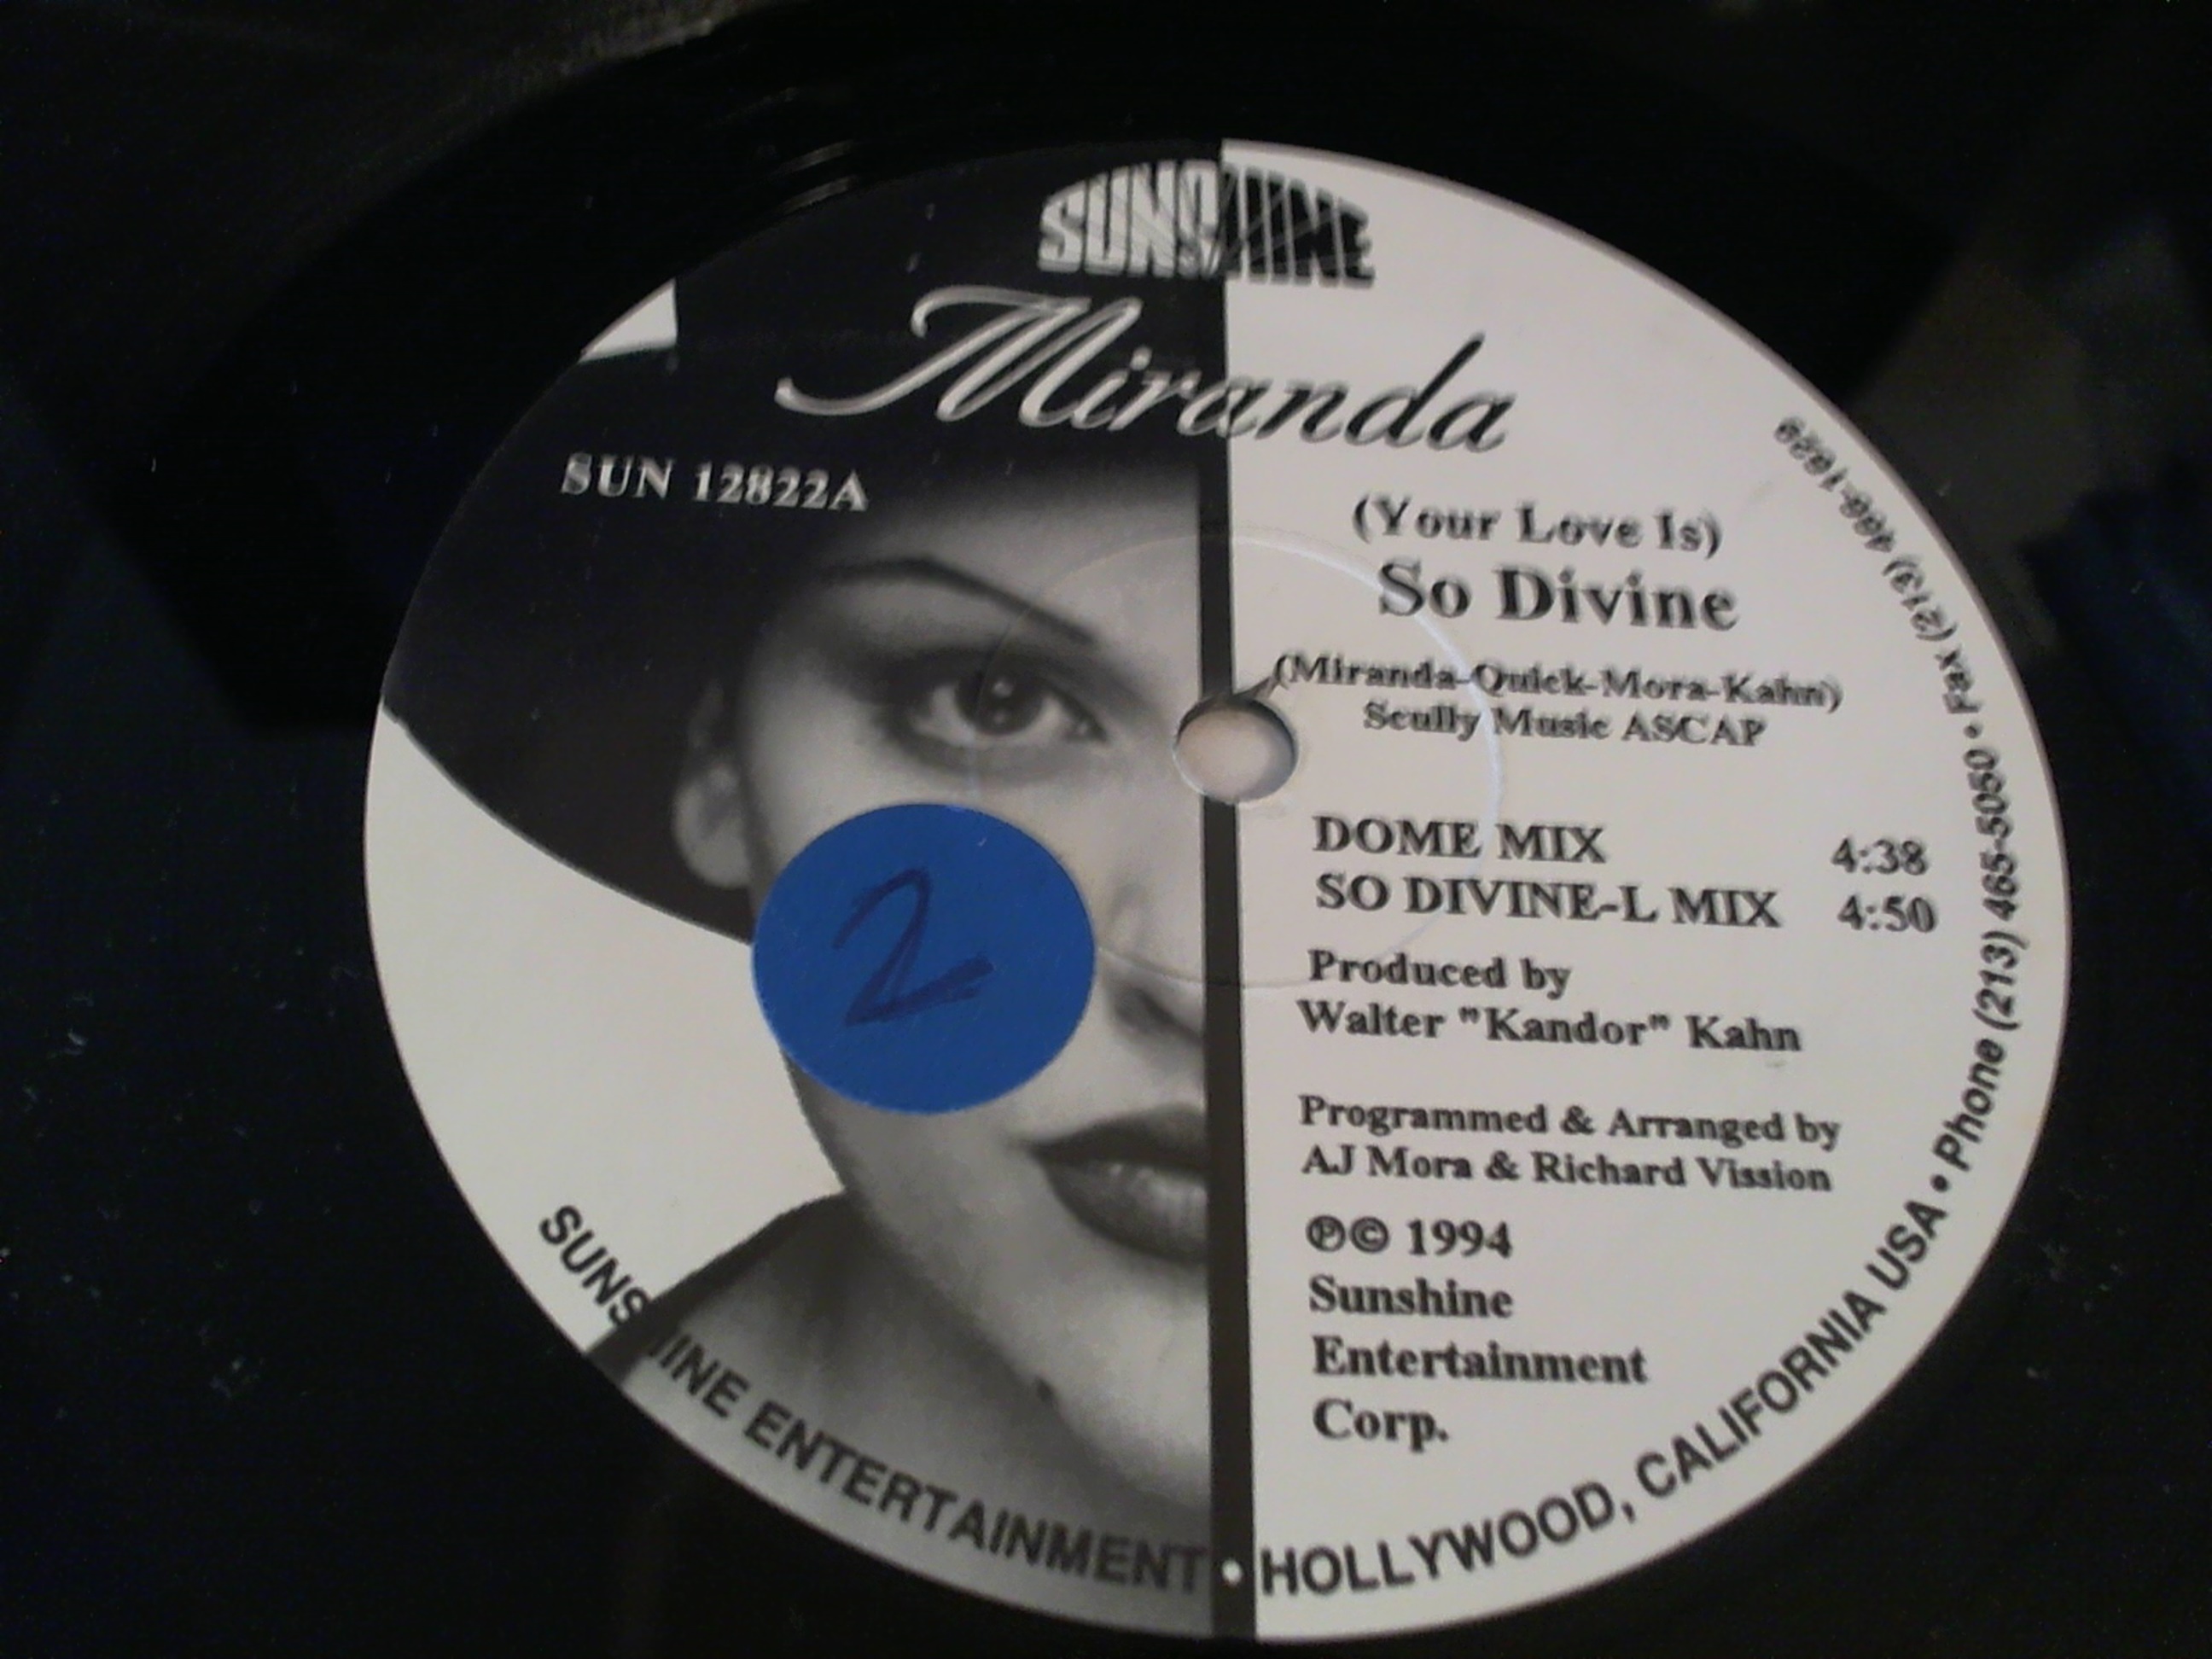 SUNSHINE
Miranda
SUN 12822A
(Your Love Is)
So Divine
(Miranda-Quick-Mora-Kahn)
Scully Music ASCAP
DOME MIX 4:38
SO DIVINE-L MIX 4:50
Produced by
Walter "Kandor" Kahn
Programmed & Arranged by
AJ Mora & Richard Vission
℗© 1994
Sunshine
Entertainment
Corp.
2
SUNSHINE ENTERTAINMENT • HOLLYWOOD, CALIFORNIA USA • Phone (213) 465-5050 • Fax (213)